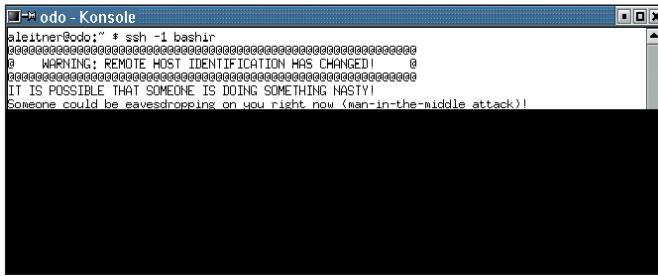 odo - Konsole
aleitner@odo:~ $ ssh -1 bashir
@@@@@@@@@@@@@@@@@@@@@@@@@@@@@@@@@@@@@@@@@@@@@@@@@@@@@@@@@@@
@    WARNING: REMOTE HOST IDENTIFICATION HAS CHANGED!     @
@@@@@@@@@@@@@@@@@@@@@@@@@@@@@@@@@@@@@@@@@@@@@@@@@@@@@@@@@@@
IT IS POSSIBLE THAT SOMEONE IS DOING SOMETHING NASTY!
Someone could be eavesdropping on you right now (man-in-the-middle attack)!